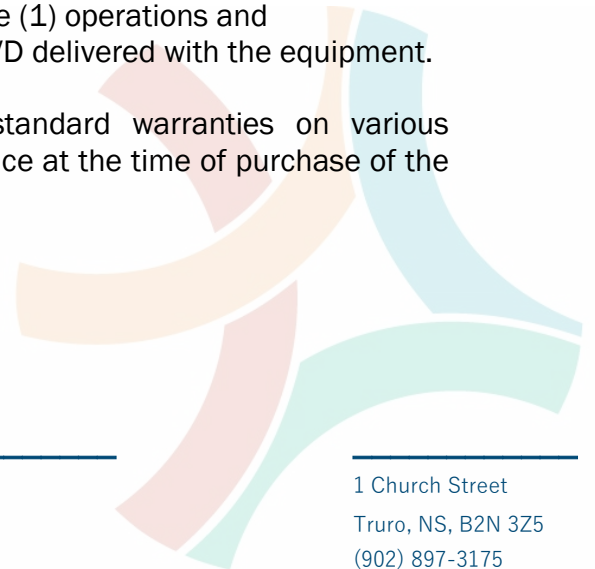 e (1) operations and
/D delivered with the equipment.
standard warranties on various
ce at the time of purchase of the
1 Church Street
Truro, NS, B2N 3Z5
(902) 897-3175